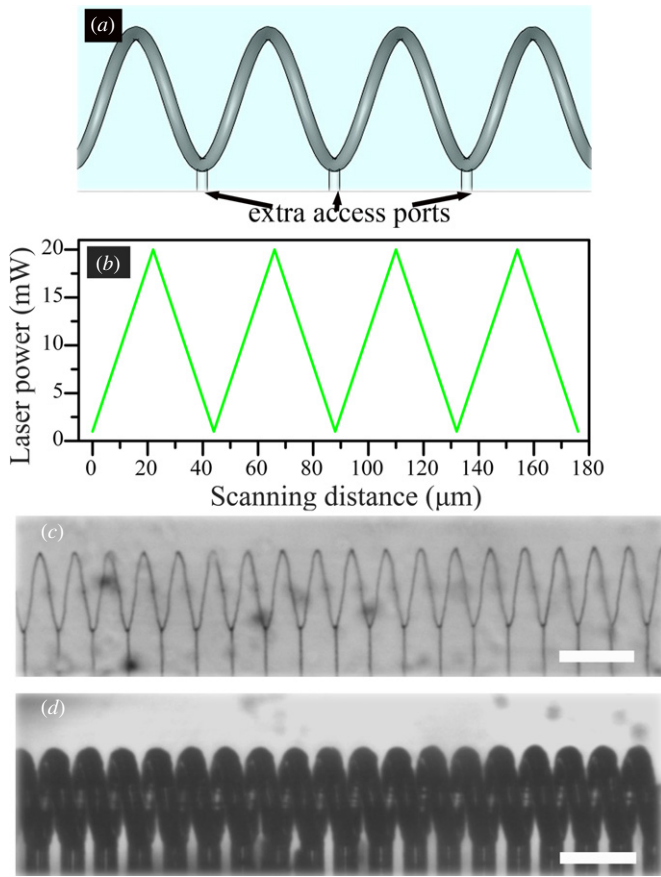 (a)
extra access ports
(b)
Laser power (mW)
20
15
10
5
0
0 20 40 60 80 100 120 140 160 180
Scanning distance (μm)
(c)
(d)